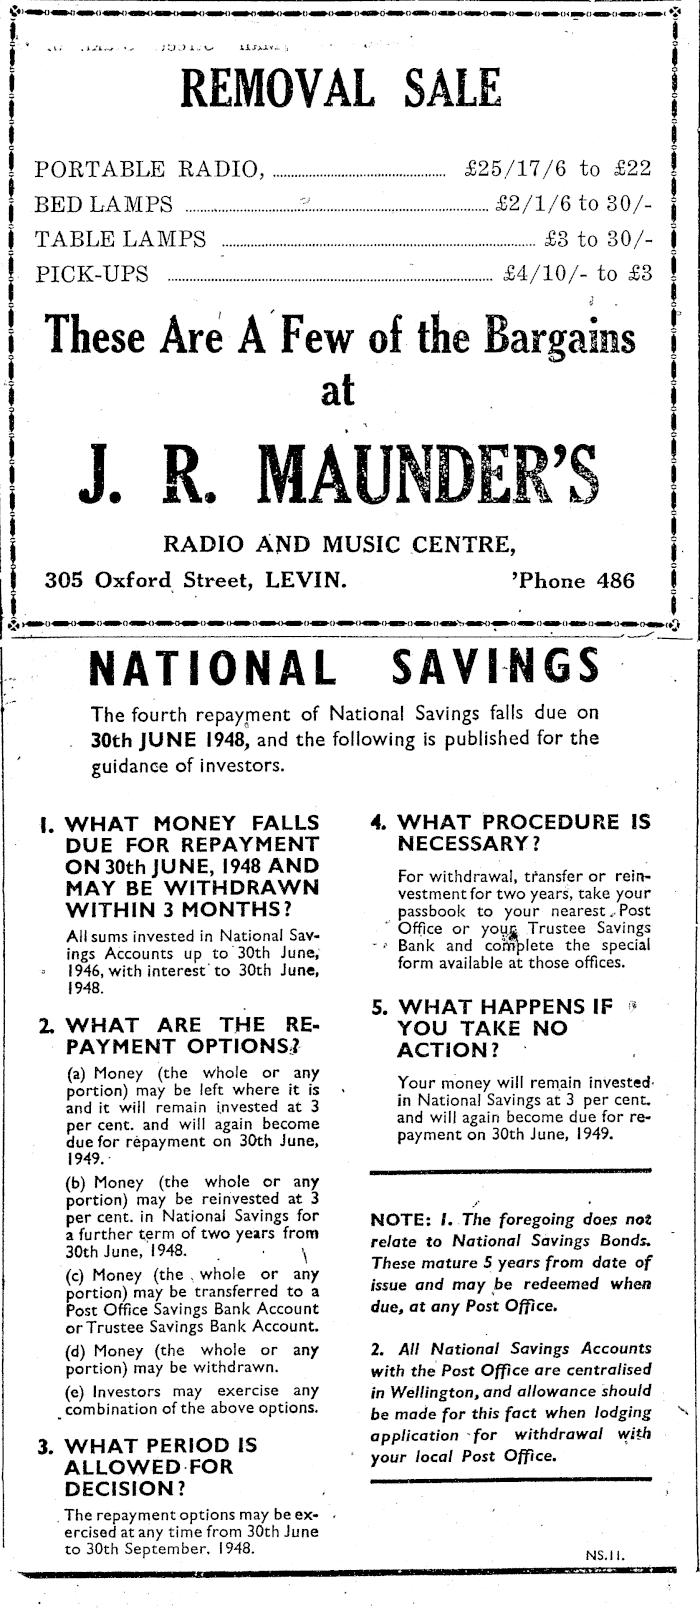 REMOVAL SALE
PORTABLE RADIO, ........ £25/17/6 to £22
BED LAMPS ........ £2/1/6 to 30/-
TABLE LAMPS ........ £3 to 30/-
PICK-UPS ........ £4/10/- to £3
These Are A Few of the Bargains
at
J. R. MAUNDER'S
RADIO AND MUSIC CENTRE,
305 Oxford Street, LEVIN. 'Phone 486
NATIONAL SAVINGS
The fourth repayment of National Savings falls due on
30th JUNE 1948, and the following is published for the
guidance of investors.
1. WHAT MONEY FALLS
DUE FOR REPAYMENT
ON 30th JUNE, 1948 AND
MAY BE WITHDRAWN
WITHIN 3 MONTHS?
All sums invested in National Sav-
ings Accounts up to 30th June,
1946, with interest to 30th June,
1948.
2. WHAT ARE THE RE-
PAYMENT OPTIONS?
(a) Money (the whole or any
portion) may be left where it is
and it will remain invested at 3
per cent. and will again become
due for repayment on 30th June,
1949.
(b) Money (the whole or any
portion) may be reinvested at 3
per cent. in National Savings for
a further term of two years from
30th June, 1948.
(c) Money (the whole or any
portion) may be transferred to a
Post Office Savings Bank Account
or Trustee Savings Bank Account.
(d) Money (the whole or any
portion) may be withdrawn.
(e) Investors may exercise any
combination of the above options.
3. WHAT PERIOD IS
ALLOWED FOR
DECISION?
The repayment options may be ex-
ercised at any time from 30th June
to 30th September, 1948.
4. WHAT PROCEDURE IS
NECESSARY?
For withdrawal, transfer or rein-
vestment for two years, take your
passbook to your nearest Post
Office or your Trustee Savings
Bank and complete the special
form available at those offices.
5. WHAT HAPPENS IF
YOU TAKE NO
ACTION?
Your money will remain invested
in National Savings at 3 per cent.
and will again become due for re-
payment on 30th June, 1949.
NOTE: 1. The foregoing does not
relate to National Savings Bonds.
These mature 5 years from date of
issue and may be redeemed when
due, at any Post Office.
2. All National Savings Accounts
with the Post Office are centralised
in Wellington, and allowance should
be made for this fact when lodging
application for withdrawal with
your local Post Office.
NS.11.